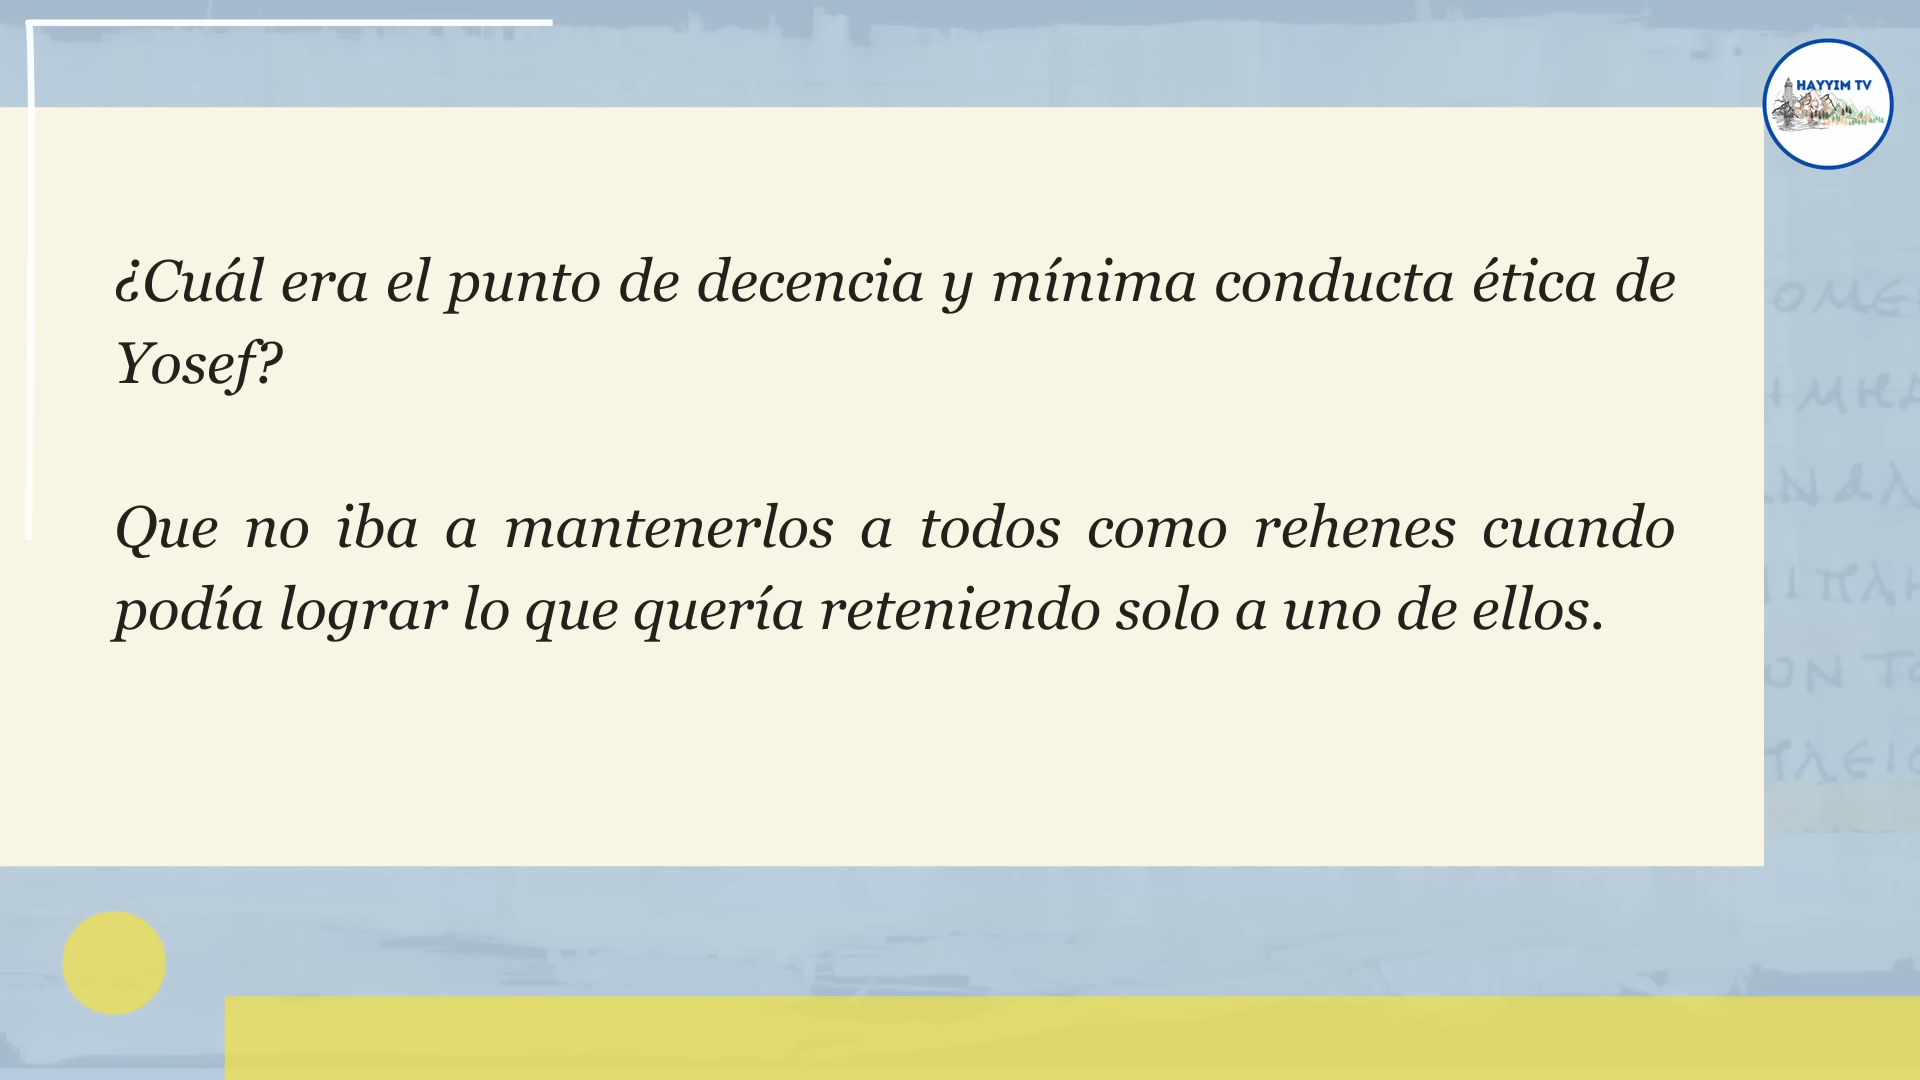 HAYYIM TV
¿Cuál era el punto de decencia y mínima conducta ética de
Yosef?
Que no iba a mantenerlos a todos como rehenes cuando
podía lograr lo que quería reteniendo solo a uno de ellos.